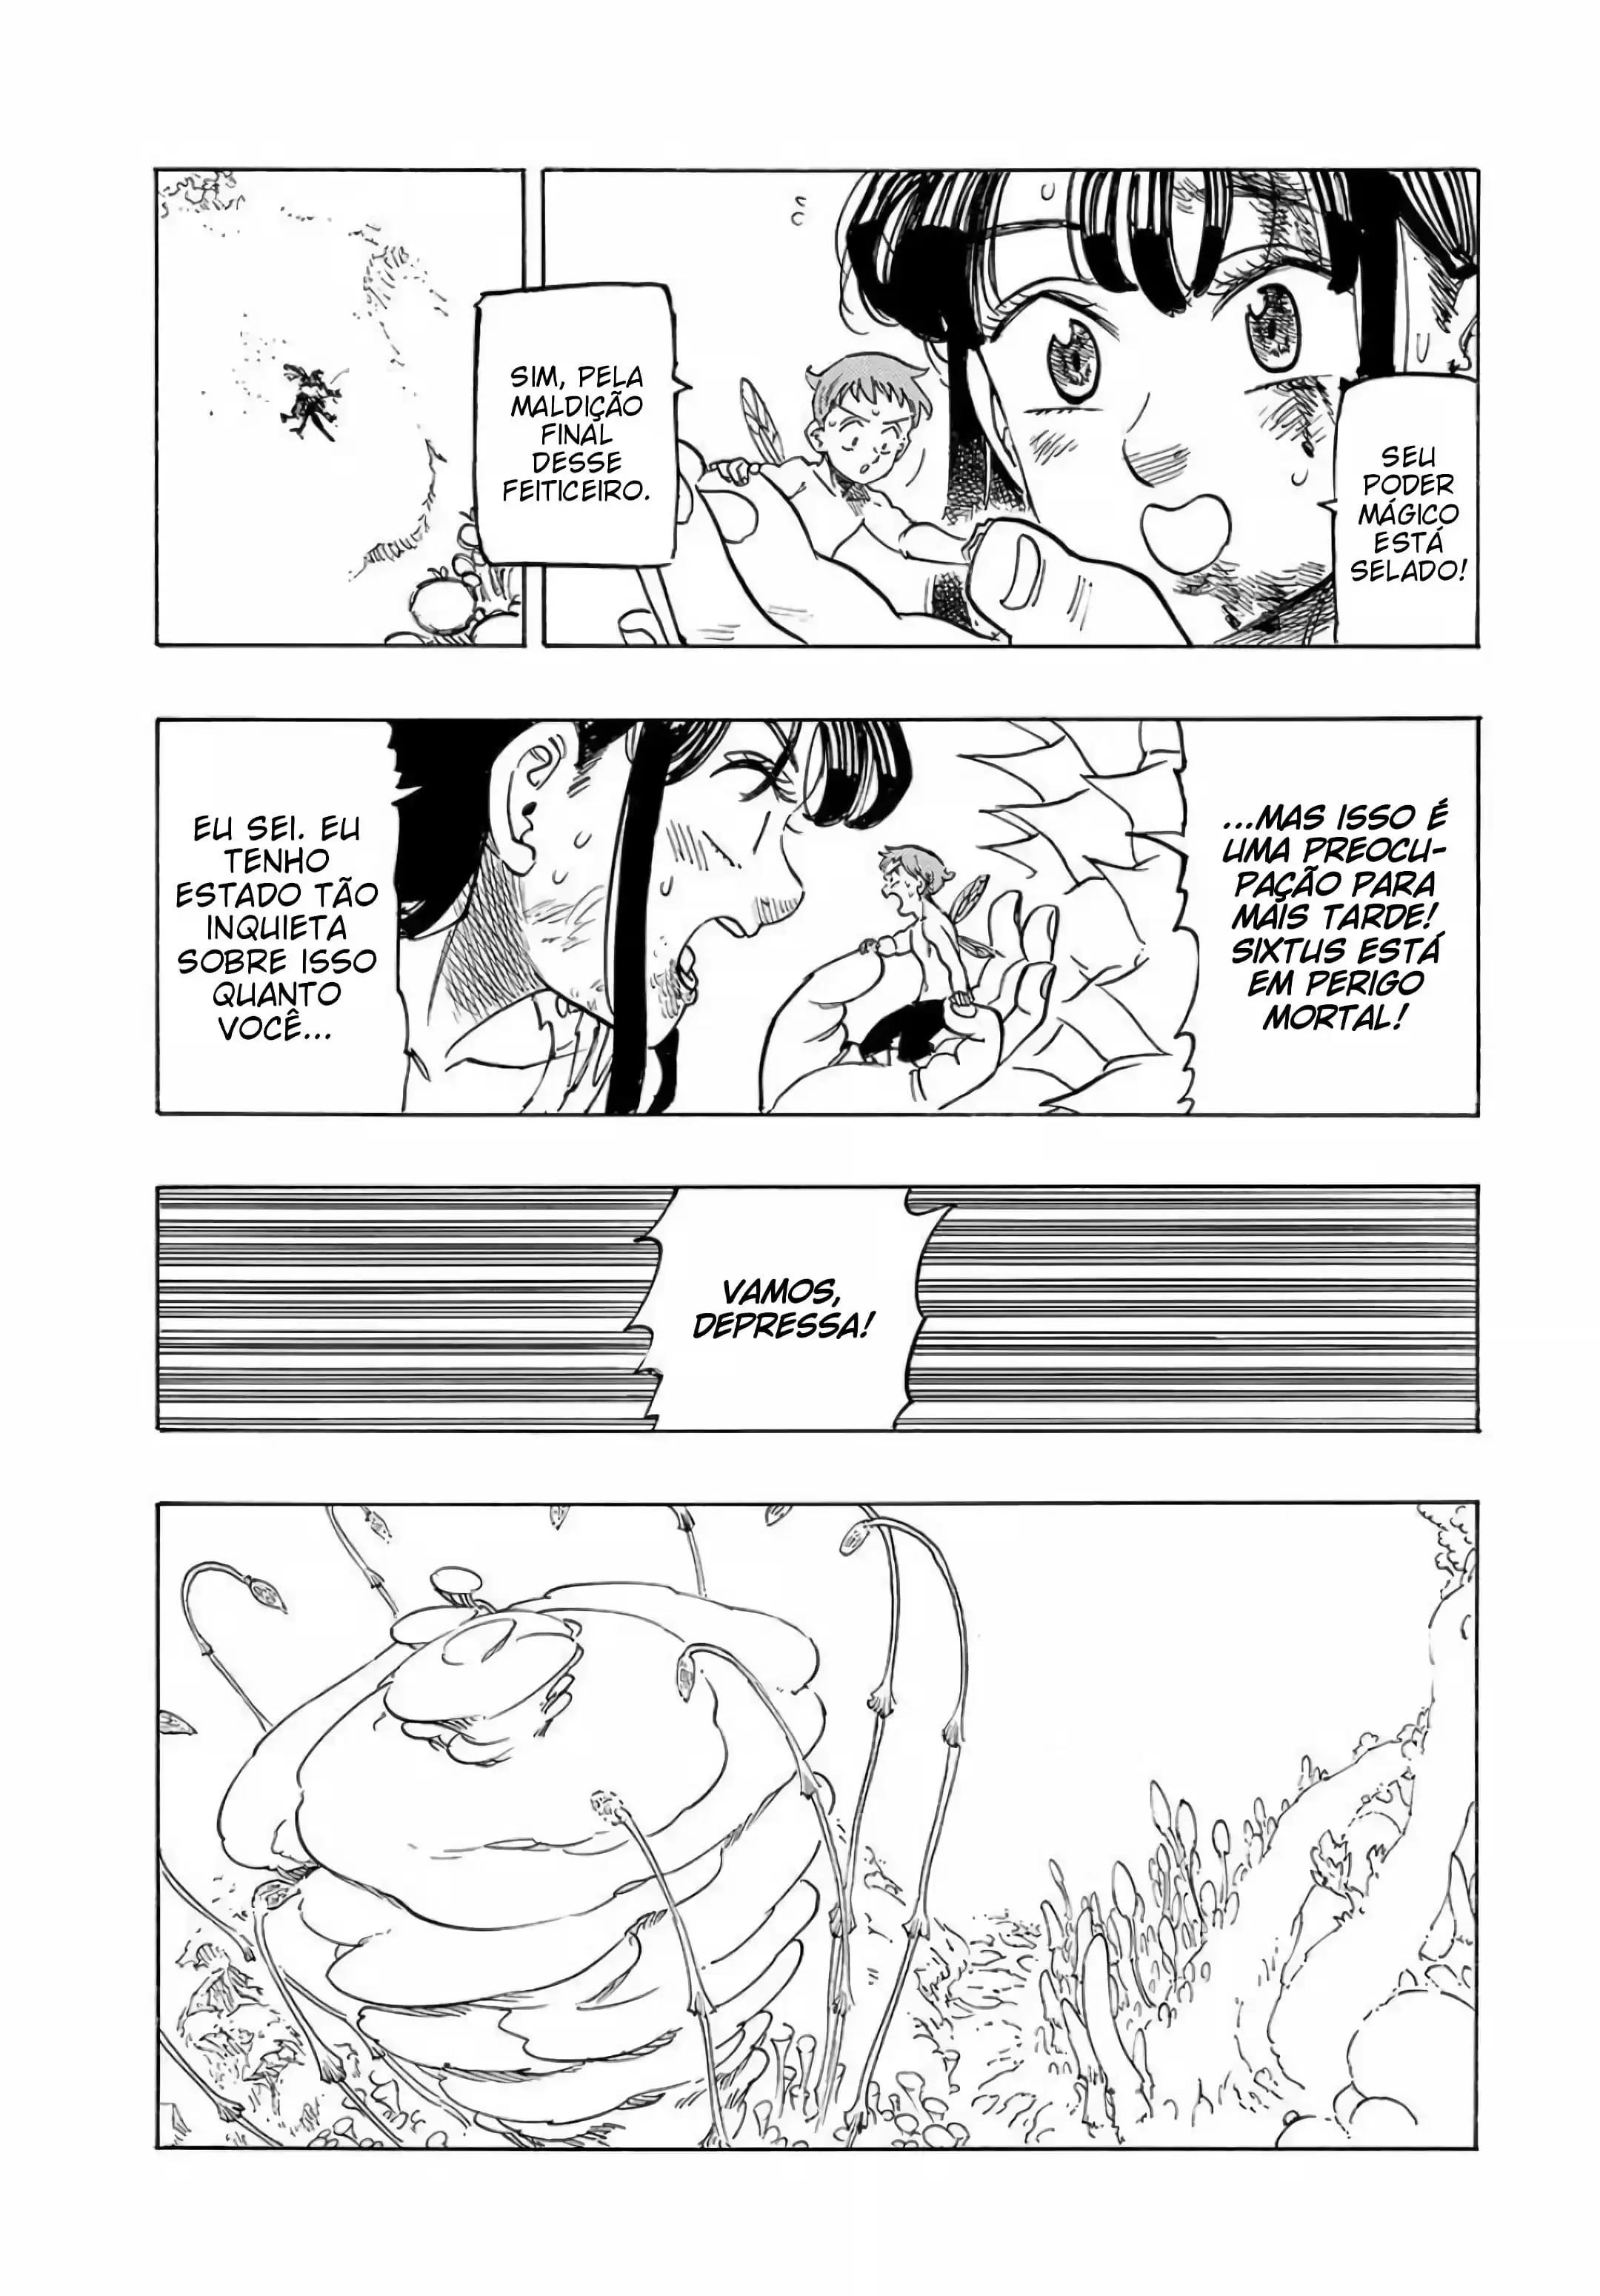 SEU
PODER
MÁGICO
ESTÁ
SELADO!
SIM, PELA
MALDIÇÃO
FINAL
DESSE
FEITICEIRO.
...MAS ISSO É
UMA PREOCU-
PAÇÃO PARA
MAIS TARDE!
SIXTUS ESTÁ
EM PERIGO
MORTAL!
EU SEI. EU
TENHO
ESTADO TÃO
INQUIETA
SOBRE ISSO
QUANTO
VOCÊ...
VAMOS,
DEPRESSA!